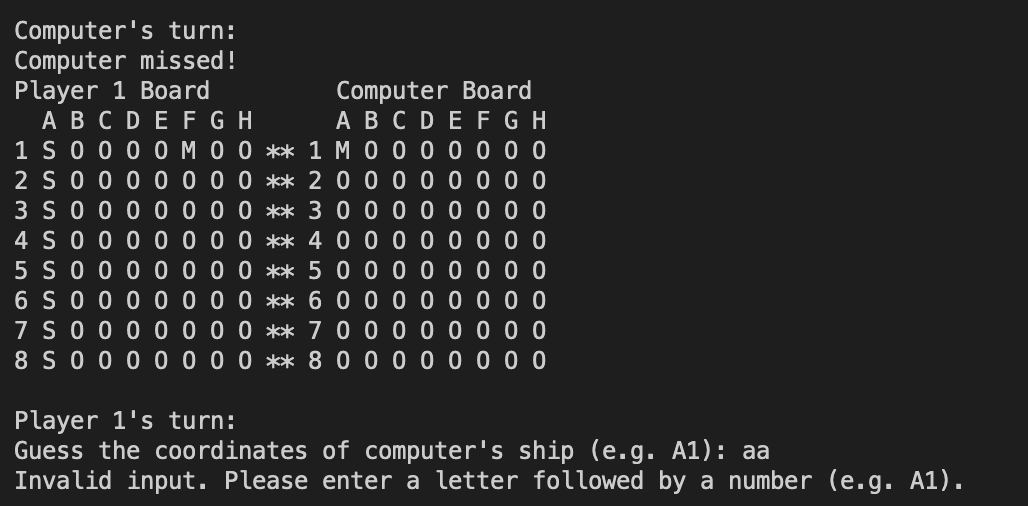 Computer's turn:
Computer missed!
Player 1 Board         Computer Board
  A B C D E F G H      A B C D E F G H
1 S O O O O M O O ** 1 M O O O O O O O
2 S O O O O O O O ** 2 O O O O O O O O
3 S O O O O O O O ** 3 O O O O O O O O
4 S O O O O O O O ** 4 O O O O O O O O
5 S O O O O O O O ** 5 O O O O O O O O
6 S O O O O O O O ** 6 O O O O O O O O
7 S O O O O O O O ** 7 O O O O O O O O
8 S O O O O O O O ** 8 O O O O O O O O
Player 1's turn:
Guess the coordinates of computer's ship (e.g. A1): aa
Invalid input. Please enter a letter followed by a number (e.g. A1).